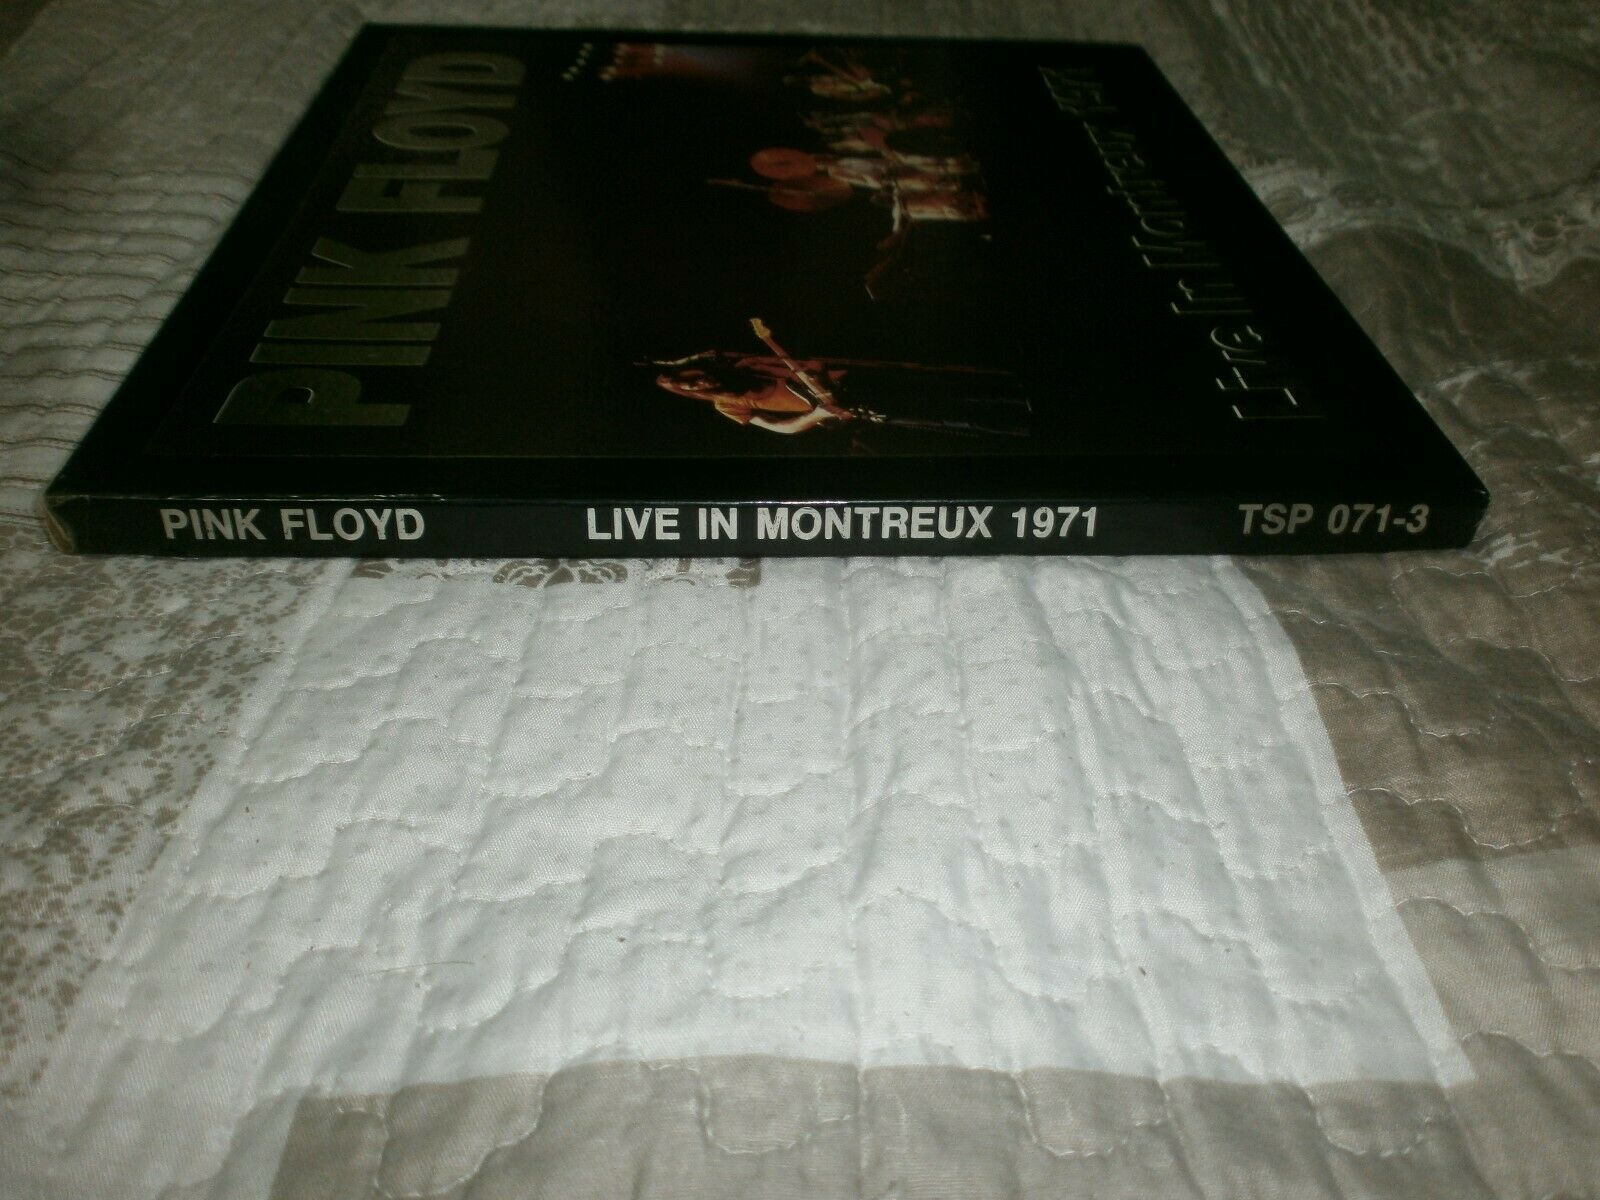 PINK FLOYD
Live in Montreux 1971
PINK FLOYD LIVE IN MONTREUX 1971 TSP 071-3